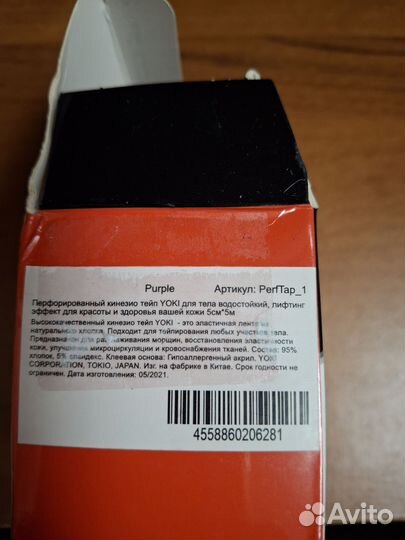 Purple Артикул: PerfTap_1
Перфорированный кинезио тейп YOKI для тела водостойкий, лифтинг
эффект для красоты и здоровья вашей кожи 5см*5м
Высококачественный кинезио тейп YOKI - это эластичная лента из
натурального хлопка. Подходит для тейпирования любых участков тела.
Предназначен для разглаживания морщин, восстановления эластичности
кожи, улучшения микроциркуляции и кровоснабжения тканей. Состав: 95%
хлопок, 5% спандекс. Клеевая основа: Гипоаллергенный акрил. YOKI
CORPORATION, TOKIO, JAPAN. Изг. на фабрике в Китае. Срок годности не
ограничен. Дата изготовления: 05/2021.
4558860206281
Avito